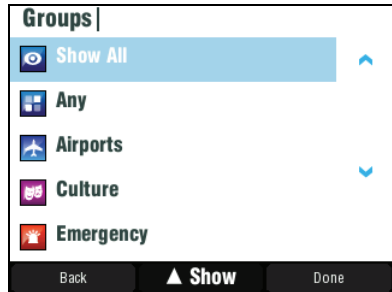 Groups
Show All
Any
Airports
Culture
Emergency
Back ▲ Show Done